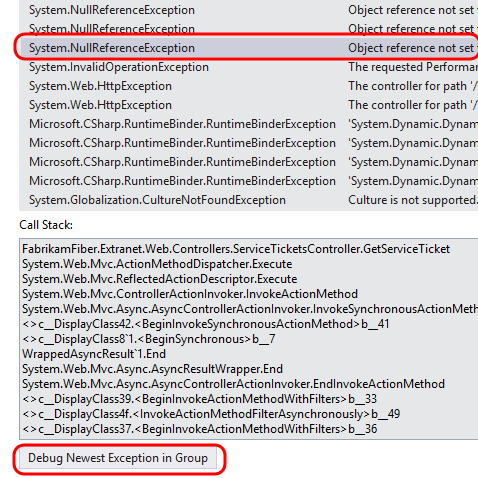 System.NullReferenceException Object reference not set
System.NullReferenceException Object reference not set
System.NullReferenceException Object reference not set
System.InvalidOperationException The requested Performan
System.Web.HttpException The controller for path '/
System.Web.HttpException The controller for path '/
Microsoft.CSharp.RuntimeBinder.RuntimeBinderException 'System.Dynamic.Dynam
Microsoft.CSharp.RuntimeBinder.RuntimeBinderException 'System.Dynamic.Dynam
Microsoft.CSharp.RuntimeBinder.RuntimeBinderException 'System.Dynamic.Dynam
Microsoft.CSharp.RuntimeBinder.RuntimeBinderException 'System.Dynamic.Dynam
System.Globalization.CultureNotFoundException Culture is not supported.
Call Stack:
FabrikamFiber.Extranet.Web.Controllers.ServiceTicketsController.GetServiceTicket
System.Web.Mvc.ActionMethodDispatcher.Execute
System.Web.Mvc.ReflectedActionDescriptor.Execute
System.Web.Mvc.ControllerActionInvoker.InvokeActionMethod
System.Web.Mvc.Async.AsyncControllerActionInvoker.InvokeSynchronousActionMeth
<>c__DisplayClass42.<BeginInvokeSynchronousActionMethod>b__41
<>c__DisplayClass8`1.<BeginSynchronous>b__7
WrappedAsyncResult`1.End
System.Web.Mvc.Async.AsyncResultWrapper.End
System.Web.Mvc.Async.AsyncControllerActionInvoker.EndInvokeActionMethod
<>c__DisplayClass39.<BeginInvokeActionMethodWithFilters>b__33
<>c__DisplayClass4f.<InvokeActionMethodFilterAsynchronously>b__49
<>c__DisplayClass37.<BeginInvokeActionMethodWithFilters>b__36
Debug Newest Exception in Group